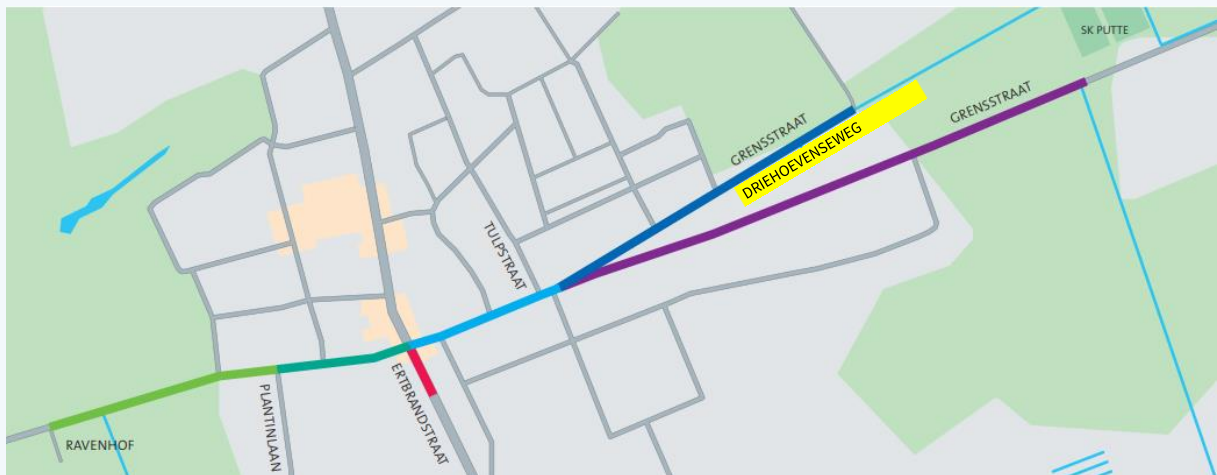 SK PUTTE
GRENSSTRAAT
GRENSSTRAAT
DRIEHOEVENSEWEG
TULPSTRAAT
ERTBRANDSTRAAT
PLANTINLAAN
RAVENHOF